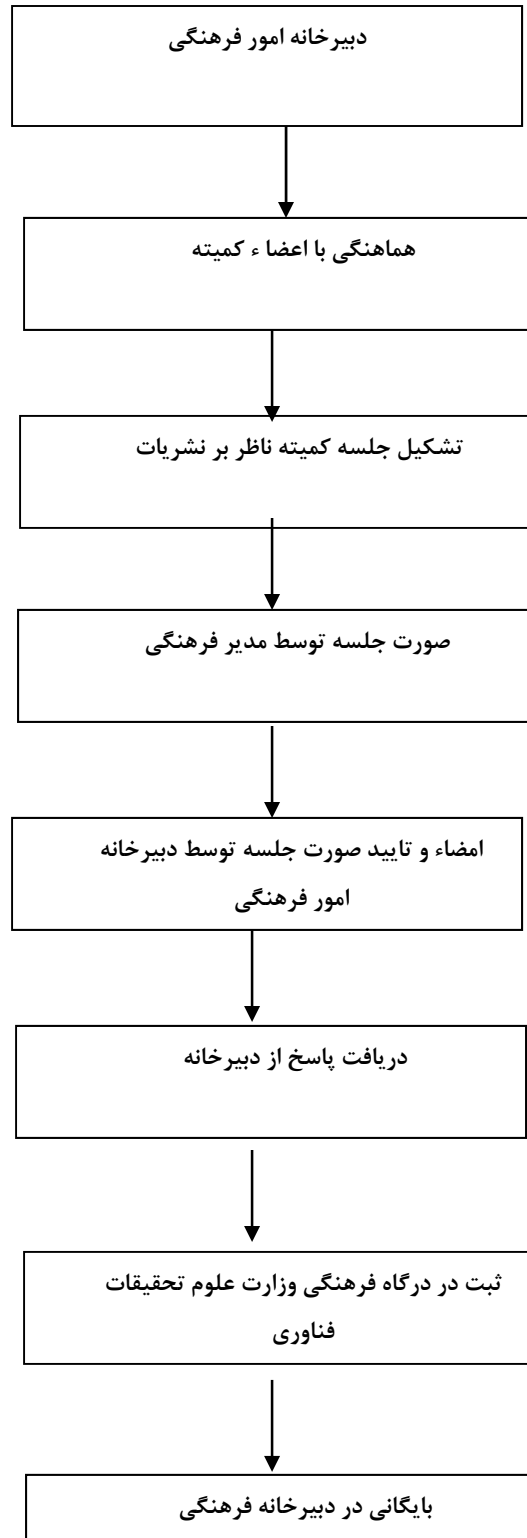 دبیرخانه امور فرهنگی
هماهنگی با اعضا ء کمیته
تشکیل جلسه کمیته ناظر بر نشریات
صورت جلسه توسط مدیر فرهنگی
امضاء و تایید صورت جلسه توسط دبیرخانه
امور فرهنگی
دریافت پاسخ از دبیرخانه
ثبت در درگاه فرهنگی وزارت علوم تحقیقات
فناوری
بایگانی در دبیرخانه فرهنگی